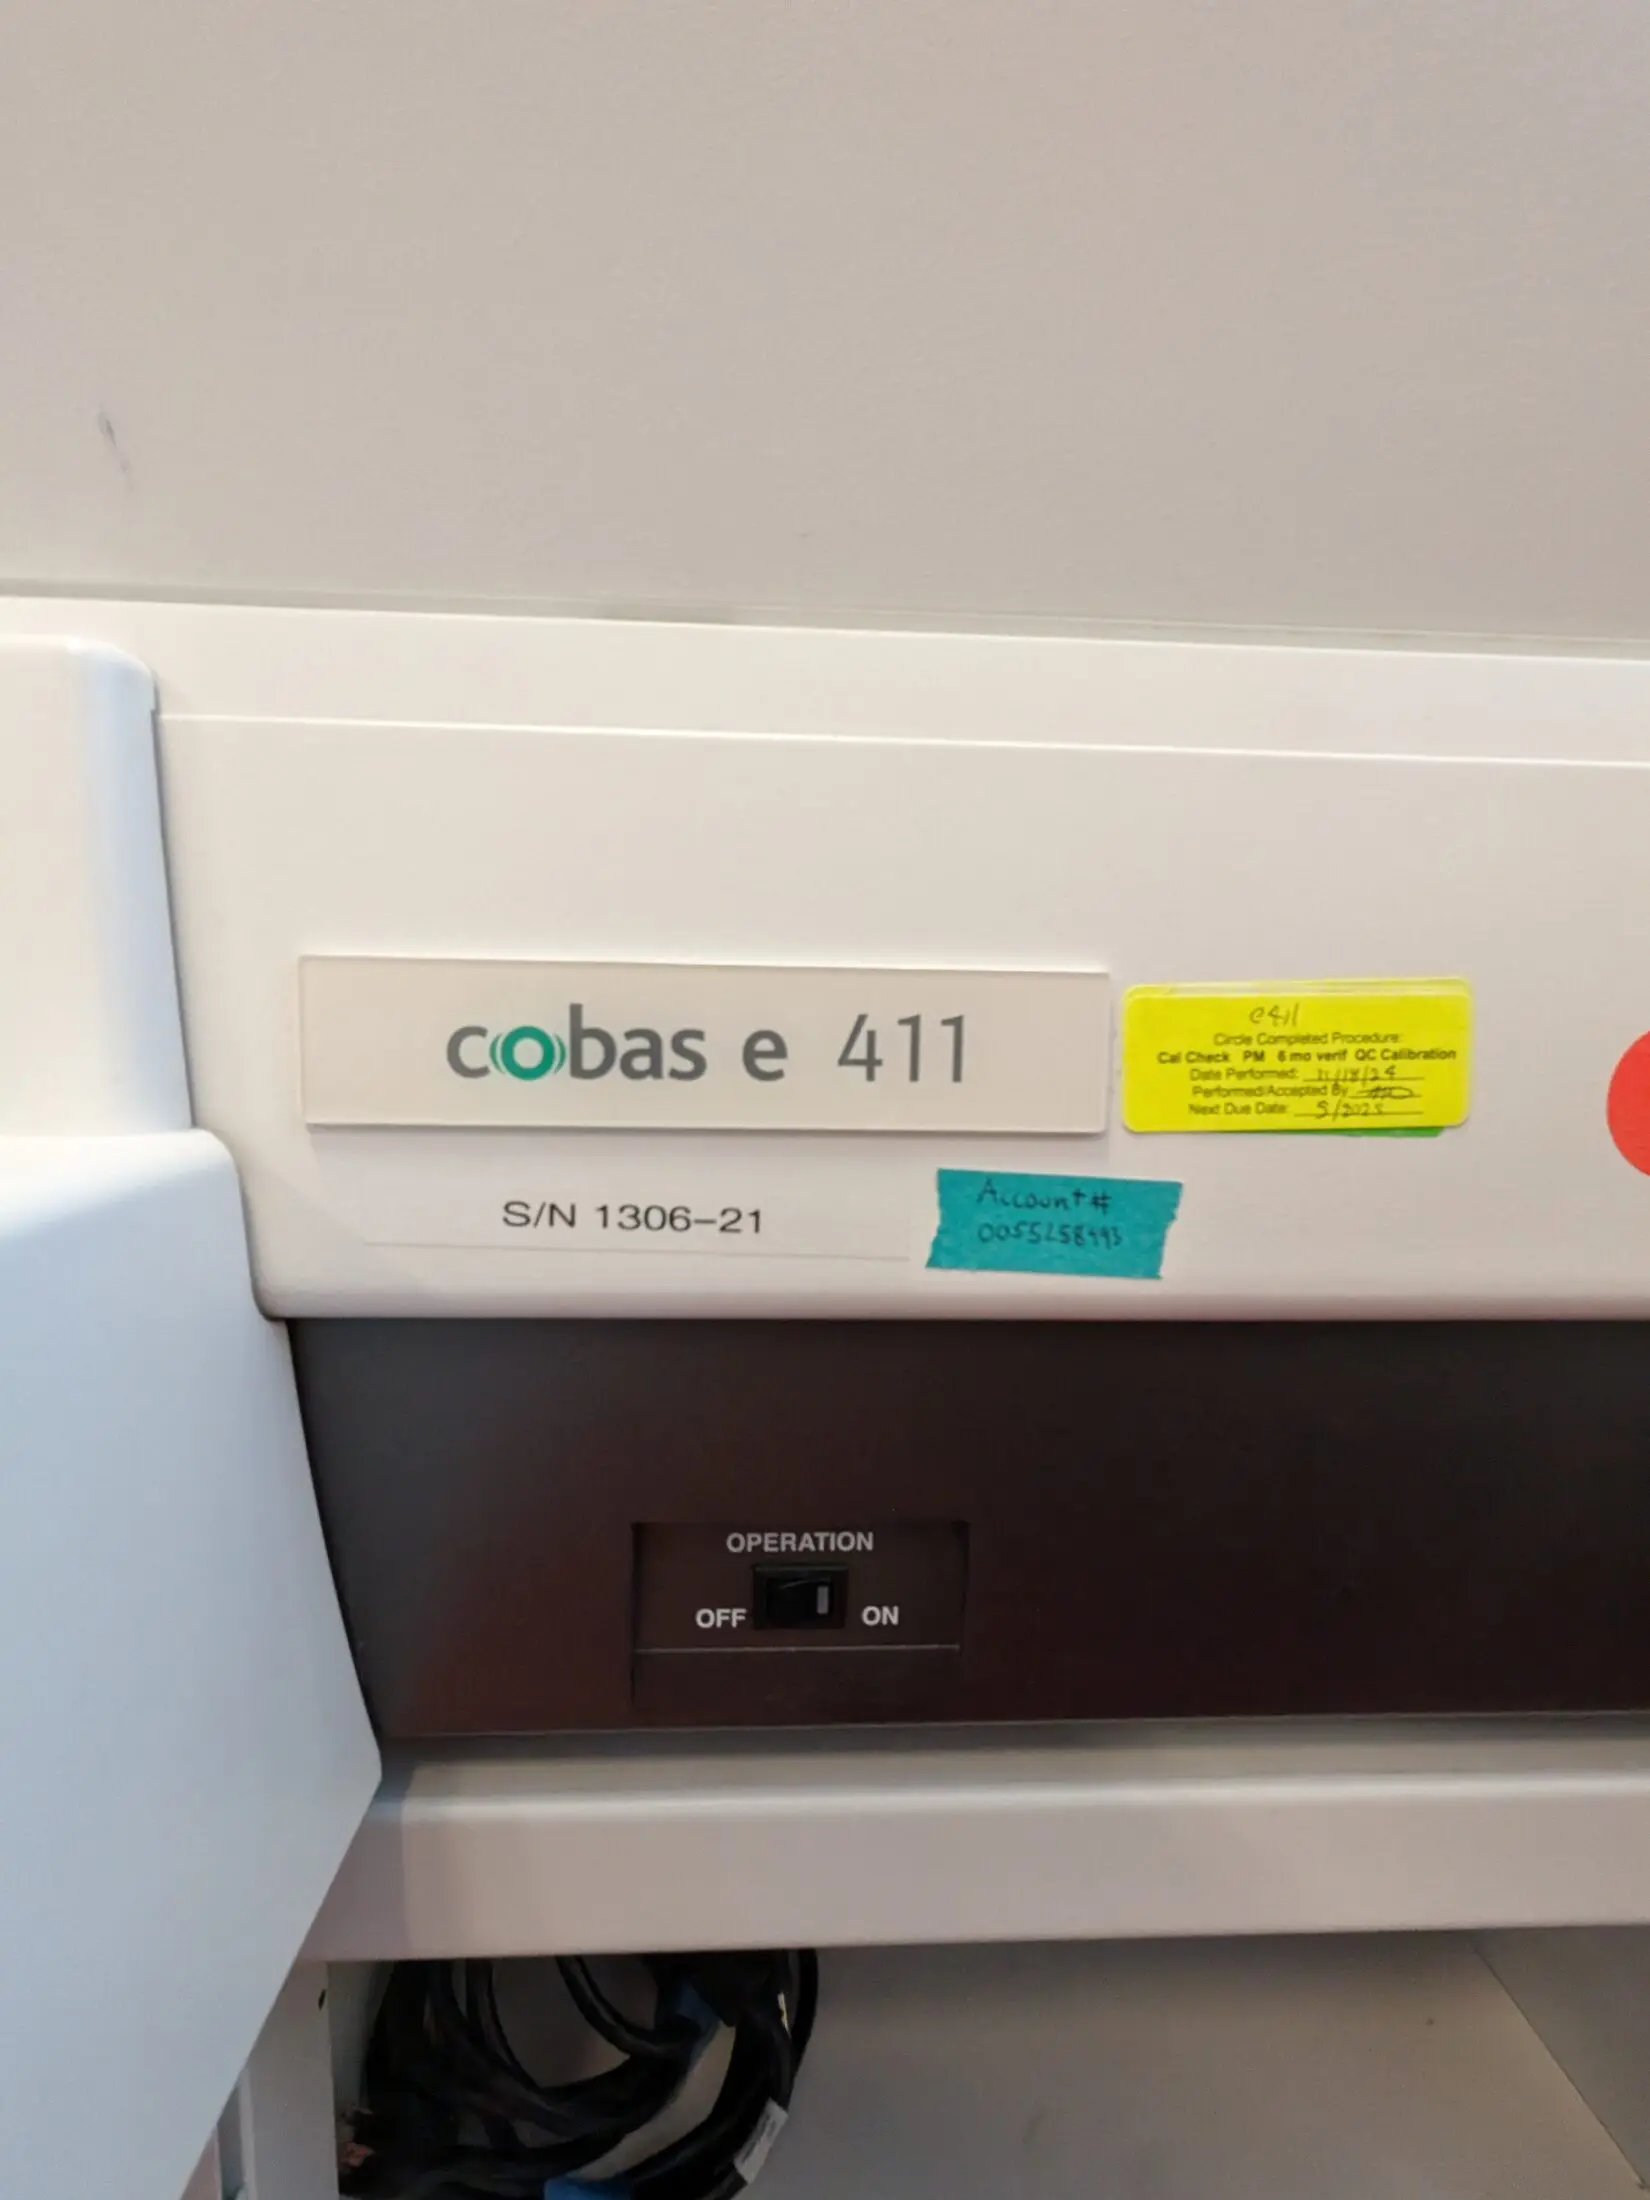 cobas e 411
e411
Circle Completed Procedure:
Cal Check PM 6 mo verif QC Calibration
Date Performed: 11/18/24
Performed/Accepted By
Next Due Date: 5/2025
S/N 1306-21
Account #
OPERATION
OFF ON